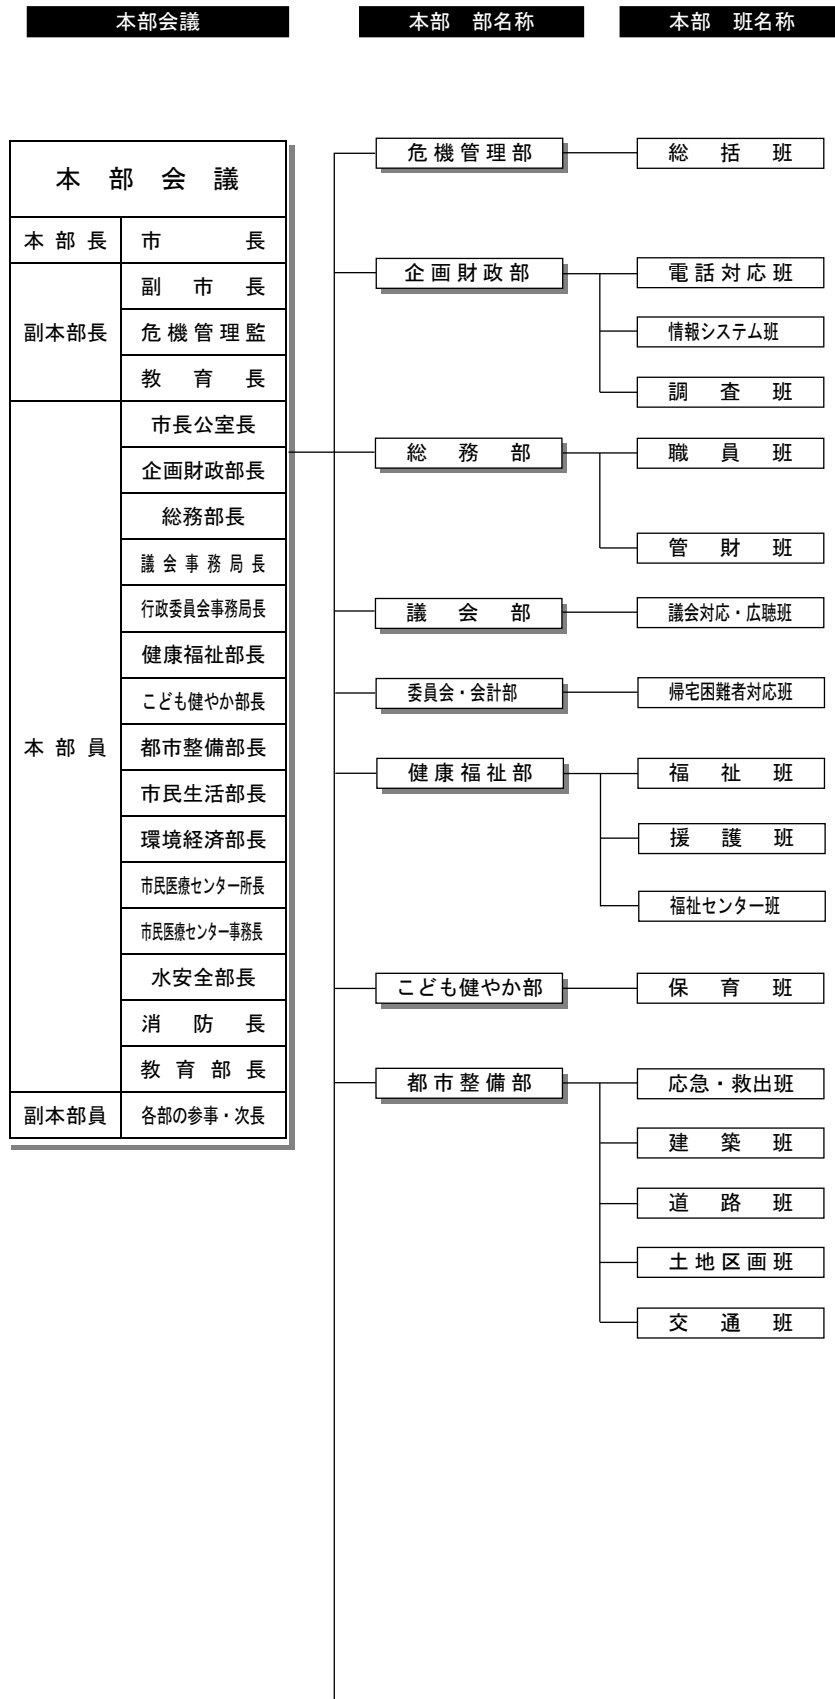 本部会議
本部　部名称
本部　班名称
本部会議
本部長
市長
副本部長
副市長
危機管理監
教育長
本部員
市長公室長
企画財政部長
総務部長
議会事務局長
行政委員会事務局長
健康福祉部長
こども健やか部長
都市整備部長
市民生活部長
環境経済部長
市民医療センター所長
市民医療センター事務長
水安全部長
消防長
教育部長
副本部員
各部の参事・次長
危機管理部
総括班
企画財政部
電話対応班
情報システム班
調査班
総務部
職員班
管財班
議会部
議会対応・広聴班
委員会・会計部
帰宅困難者対応班
健康福祉部
福祉班
援護班
福祉センター班
こども健やか部
保育班
都市整備部
応急・救出班
建築班
道路班
土地区画班
交通班